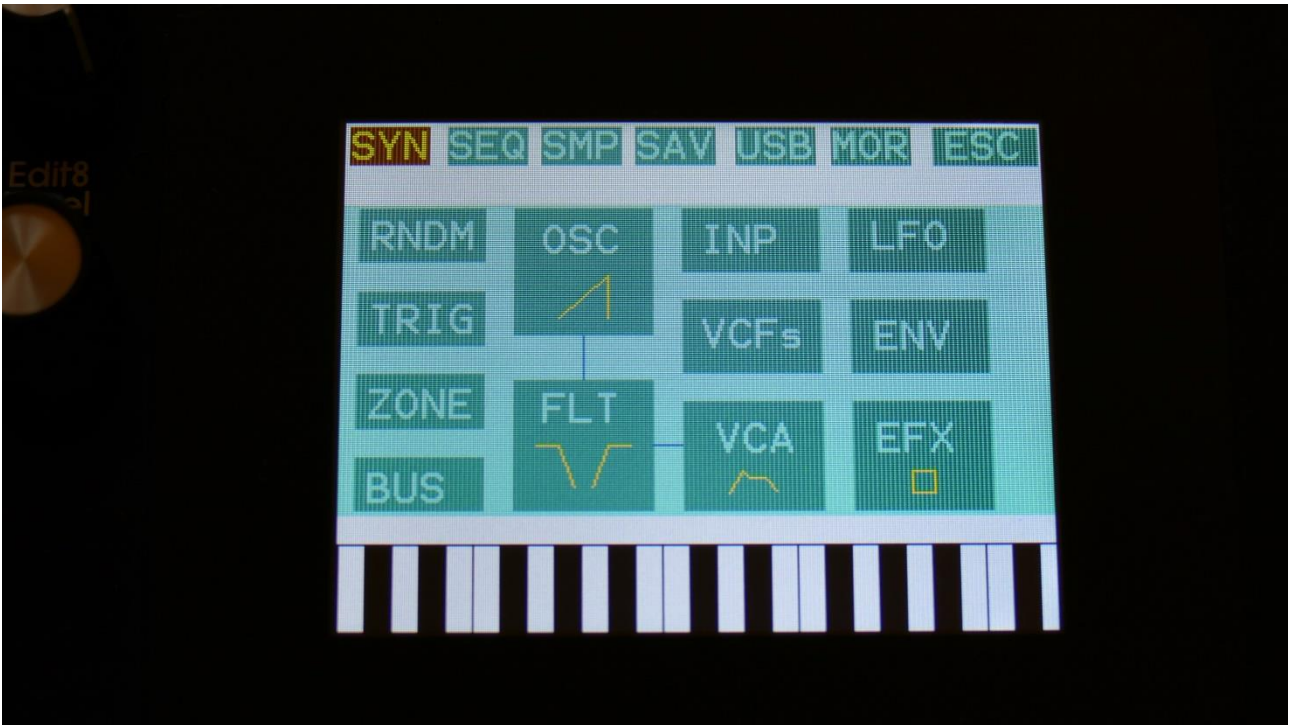 SYN SEQ SMP SAV USB MOR ESC
Edit8
RNDM OSC INP LFO
TRIG VCFs ENV
ZONE FLT VCA EFX
BUS